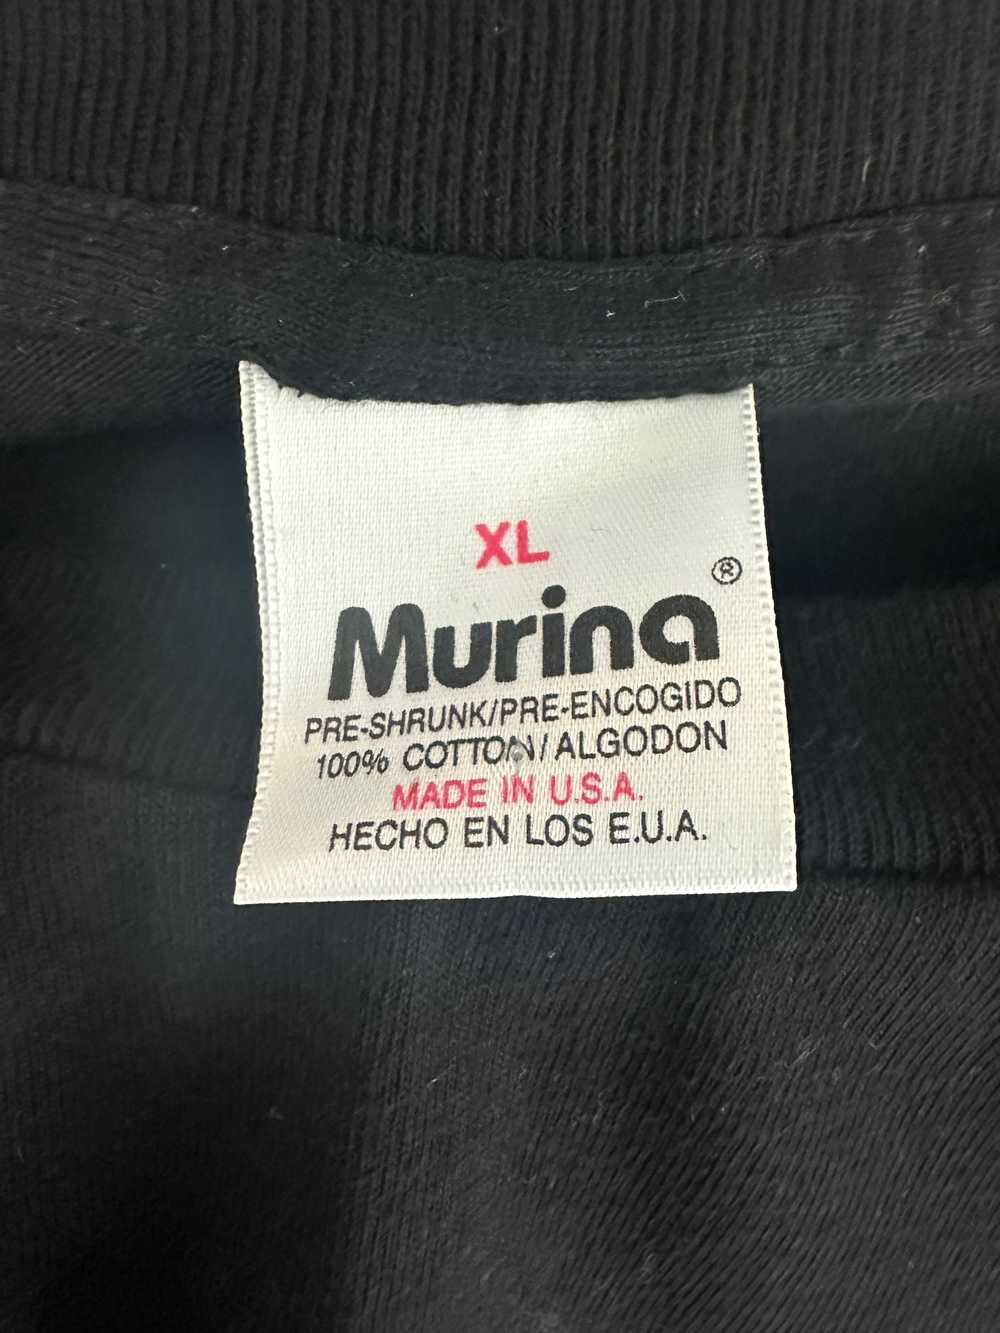 XL
Murina®
PRE-SHRUNK/PRE-ENCOGIDO
100% COTTON/ALGODON
MADE IN U.S.A.
HECHO EN LOS E.U.A.